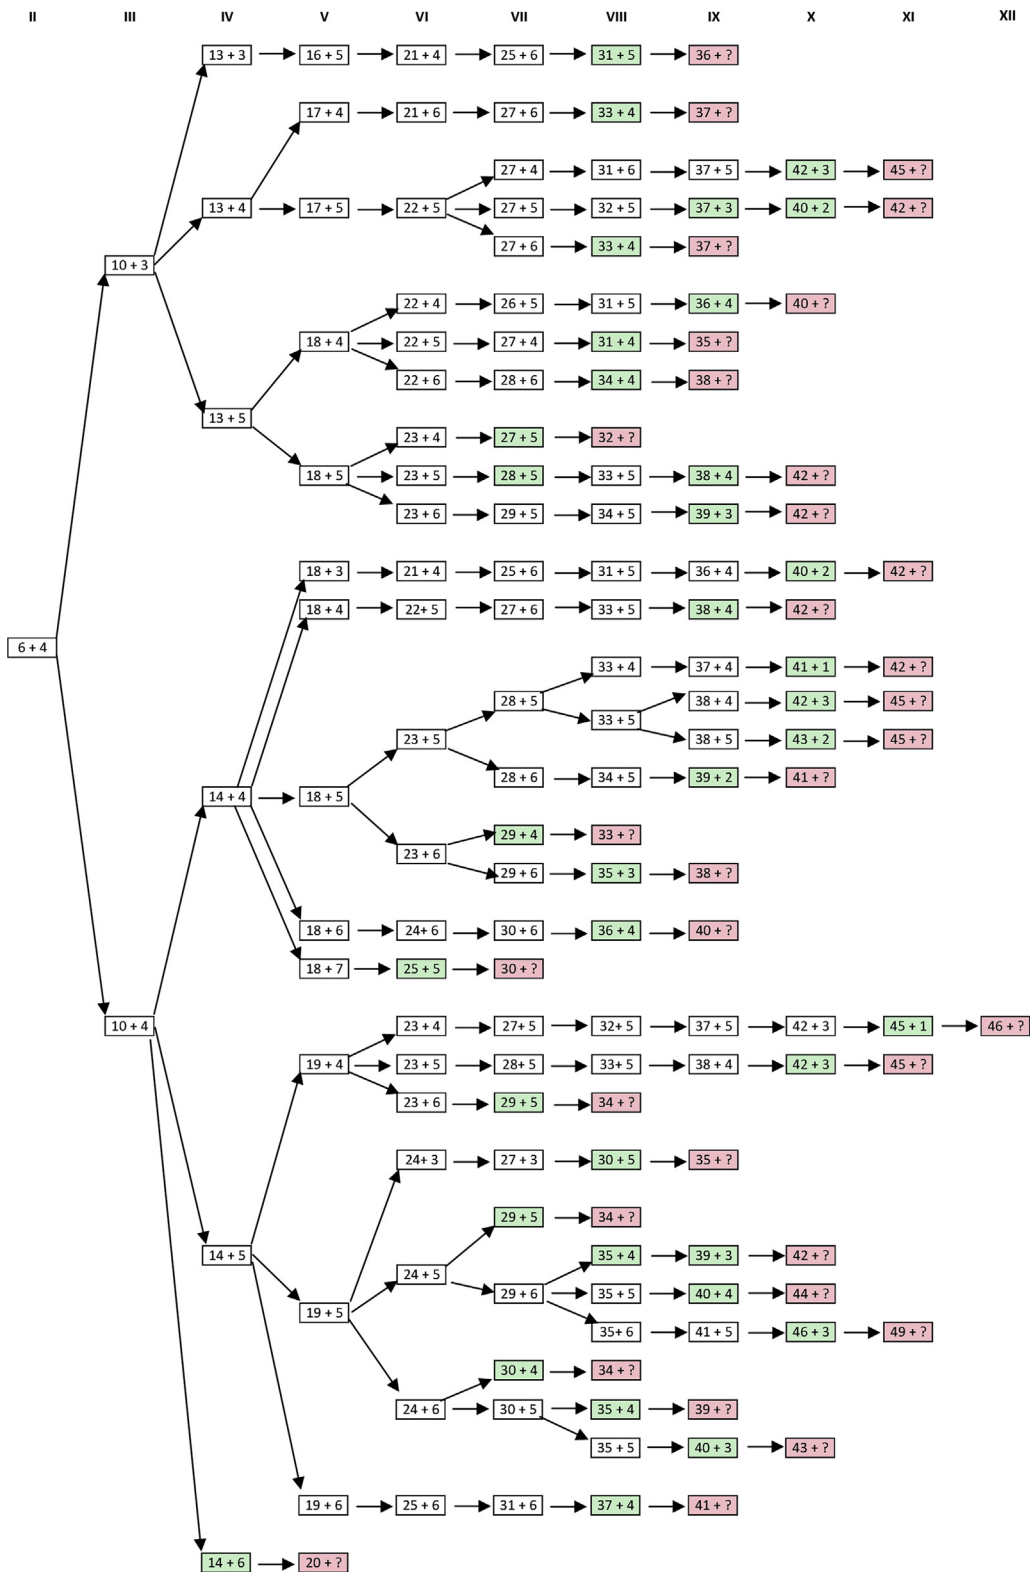 II III IV V VI VII VIII IX X XI XII
13 + 3 16 + 5 21 + 4 25 + 6 31 + 5 36 + ?
17 + 4 21 + 6 27 + 6 33 + 4 37 + ?
27 + 4 31 + 6 37 + 5 42 + 3 45 + ?
13 + 4 17 + 5 22 + 5 27 + 5 32 + 5 37 + 3 40 + 2 42 + ?
27 + 6 33 + 4 37 + ?
10 + 3
22 + 4 26 + 5 31 + 5 36 + 4 40 + ?
18 + 4 22 + 5 27 + 4 31 + 4 35 + ?
22 + 6 28 + 6 34 + 4 38 + ?
13 + 5
23 + 4 27 + 5 32 + ?
18 + 5 23 + 5 28 + 5 33 + 5 38 + 4 42 + ?
23 + 6 29 + 5 34 + 5 39 + 3 42 + ?
18 + 3 21 + 4 25 + 6 31 + 5 36 + 4 40 + 2 42 + ?
18 + 4 22+ 5 27 + 6 33 + 5 38 + 4 42 + ?
6 + 4
33 + 4 37 + 4 41 + 1 42 + ?
28 + 5 38 + 4 42 + 3 45 + ?
33 + 5
23 + 5 38 + 5 43 + 2 45 + ?
28 + 6 34 + 5 39 + 2 41 + ?
14 + 4 18 + 5
29 + 4 33 + ?
23 + 6
29 + 6 35 + 3 38 + ?
18 + 6 24+ 6 30 + 6 36 + 4 40 + ?
18 + 7 25 + 5 30 + ?
10 + 4 23 + 4 27+ 5 32+ 5 37 + 5 42 + 3 45 + 1 46 + ?
19 + 4 23 + 5 28+ 5 33+ 5 38 + 4 42 + 3 45 + ?
23 + 6 29 + 5 34 + ?
24+ 3 27 + 3 30 + 5 35 + ?
29 + 5 34 + ?
14 + 5 35 + 4 39 + 3 42 + ?
24 + 5
29 + 6 35 + 5 40 + 4 44 + ?
19 + 5
35+ 6 41 + 5 46 + 3 49 + ?
30 + 4 34 + ?
24 + 6 30 + 5 35 + 4 39 + ?
35 + 5 40 + 3 43 + ?
19 + 6 25 + 6 31 + 6 37 + 4 41 + ?
14 + 6 20 + ?